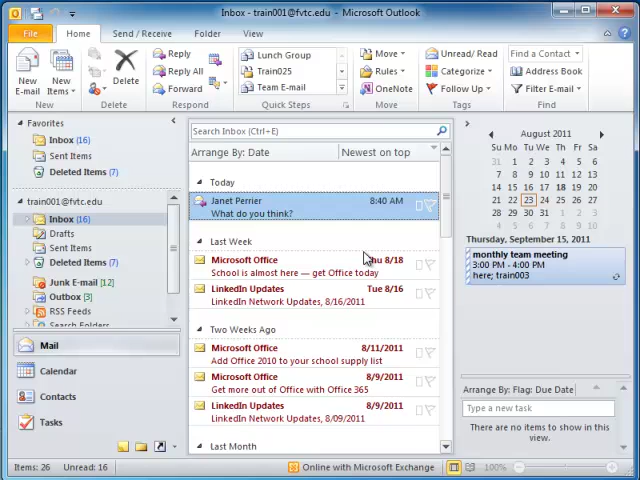 Inbox - train001@fvtc.edu - Microsoft Outlook
File Home Send / Receive Folder View
New E-mail
New Items
Delete
Reply
Reply All
Forward
Lunch Group
Train025
Team E-mail
Move
Rules
OneNote
Unread/ Read
Categorize
Follow Up
Find a Contact
Address Book
Filter E-mail
New Delete Respond Quick Steps Move Tags Find
Favorites
Inbox (16)
Sent Items
Deleted Items (7)
train001@fvtc.edu
Inbox (16)
Drafts
Sent Items
Deleted Items (7)
Junk E-mail [12]
Outbox [3]
RSS Feeds
Search Folders
Mail
Calendar
Contacts
Tasks
Search Inbox (Ctrl+E)
Arrange By: Date Newest on top
Today
Janet Perrier 8:40 AM
What do you think?
Last Week
Microsoft Office Thu 8/18
School is almost here — get Office today
LinkedIn Updates Tue 8/16
LinkedIn Network Updates, 8/16/2011
Two Weeks Ago
Microsoft Office 8/11/2011
Add Office 2010 to your school supply list
Microsoft Office 8/9/2011
Get more out of Office with Office 365
LinkedIn Updates 8/9/2011
LinkedIn Network Updates, 8/09/2011
Last Month
August 2011
Su Mo Tu We Th Fr Sa
31 1 2 3 4 5 6
7 8 9 10 11 12 13
14 15 16 17 18 19 20
21 22 23 24 25 26 27
28 29 30 31 1 2 3
4 5 6 7 8 9 10
Thursday, September 15, 2011
monthly team meeting
3:00 PM - 4:00 PM
here; train003
Arrange By: Flag: Due Date
Type a new task
There are no items to show in this
view.
Items: 26 Unread: 16 Online with Microsoft Exchange 100%